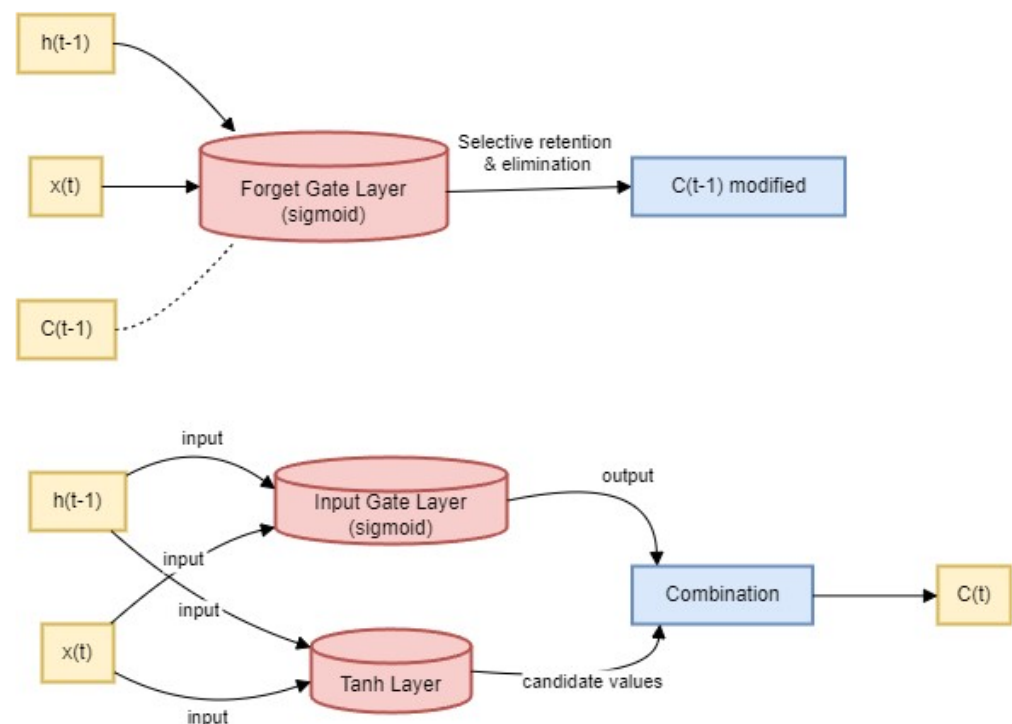 h(t-1)
x(t)
C(t-1)
Forget Gate Layer
(sigmoid)
Selective retention
& elimination
C(t-1) modified
h(t-1)
x(t)
input
input
input
input
Input Gate Layer
(sigmoid)
Tanh Layer
output
candidate values
Combination
C(t)